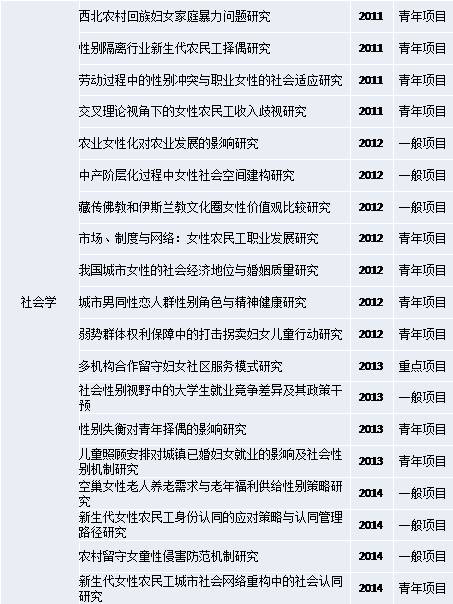 西北农村回族妇女家庭暴力问题研究 2011 青年项目
性别隔离行业新生代农民工择偶研究 2011 青年项目
劳动过程中的性别冲突与职业女性的社会适应研究 2011 青年项目
交叉理论视角下的女性农民工收入歧视研究 2011 青年项目
农业女性化对农业发展的影响研究 2012 一般项目
中产阶层化过程中女性社会空间建构研究 2012 一般项目
藏传佛教和伊斯兰教文化圈女性价值观比较研究 2012 一般项目
市场、制度与网络：女性农民工职业发展研究 2012 青年项目
我国城市女性的社会经济地位与婚姻质量研究 2012 青年项目
社会学 城市男同性恋人群性别角色与精神健康研究 2012 青年项目
弱势群体权利保障中的打击拐卖妇女儿童行动研究 2012 青年项目
多机构合作留守妇女社区服务模式研究 2013 重点项目
社会性别视野中的大学生就业竞争差异及其政策干
预 2013 一般项目
性别失衡对青年择偶的影响研究 2013 青年项目
儿童照顾安排对城镇已婚妇女就业的影响及社会性
别机制研究 2013 青年项目
空巢女性老人养老需求与老年福利供给性别策略研
究 2014 一般项目
新生代女性农民工身份认同的应对策略与认同管理
路径研究 2014 一般项目
农村留守女童性侵害防范机制研究 2014 一般项目
新生代女性农民工城市社会网络重构中的社会认同
研究 2014 青年项目